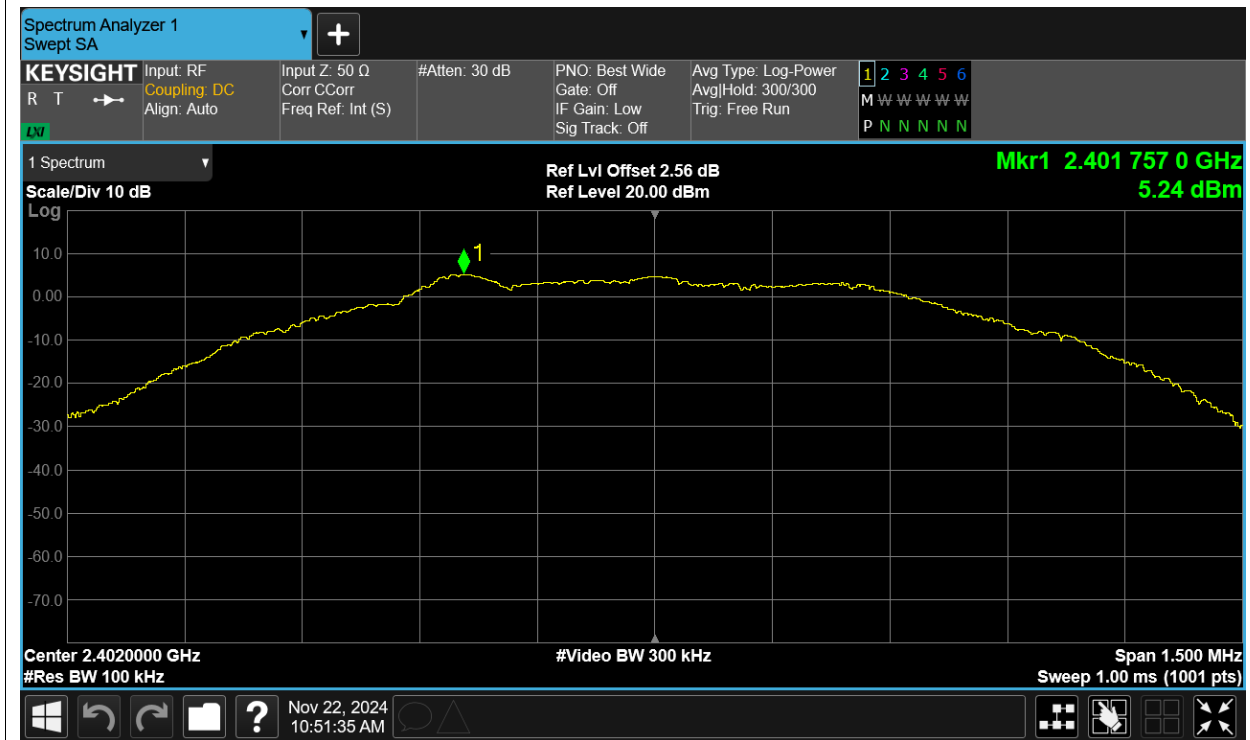 Spectrum Analyzer 1
Swept SA
KEYSIGHT
R T
LXI
Input: RF
Coupling: DC
Align: Auto
Input Z: 50 Ω
Corr CCorr
Freq Ref: Int (S)
#Atten: 30 dB
PNO: Best Wide
Gate: Off
IF Gain: Low
Sig Track: Off
Avg Type: Log-Power
Avg|Hold: 300/300
Trig: Free Run
1 2 3 4 5 6
M W W W W W
P N N N N N
1 Spectrum
Scale/Div 10 dB
Log
Ref Lvl Offset 2.56 dB
Ref Level 20.00 dBm
Mkr1 2.401 757 0 GHz
5.24 dBm
1
10.0
0.00
-10.0
-20.0
-30.0
-40.0
-50.0
-60.0
-70.0
Center 2.4020000 GHz
#Res BW 100 kHz
#Video BW 300 kHz
Span 1.500 MHz
Sweep 1.00 ms (1001 pts)
?
Nov 22, 2024
10:51:35 AM